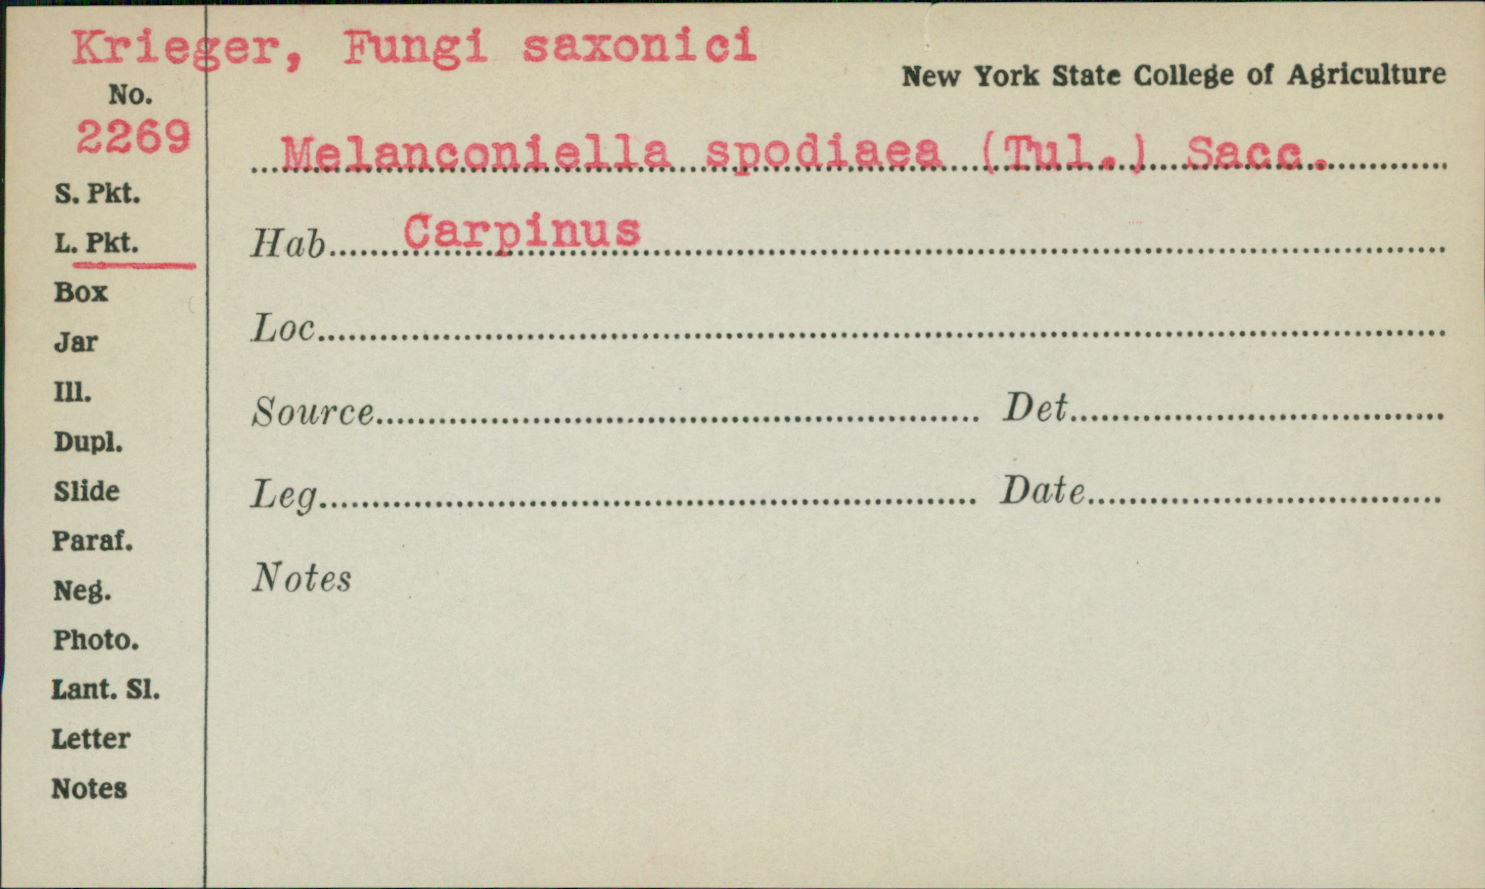 Krieger, Fungi saxonici
New York State College of Agriculture
No.
2269
Melanconiella spodiaea (Tul.) Sacc.
S. Pkt.
L. Pkt.
Box
Jar
Ill.
Dupl.
Slide
Paraf.
Neg.
Photo.
Lant. Sl.
Letter
Notes
Hab. Carpinus
Loc.
Source
Det.
Leg.
Date
Notes